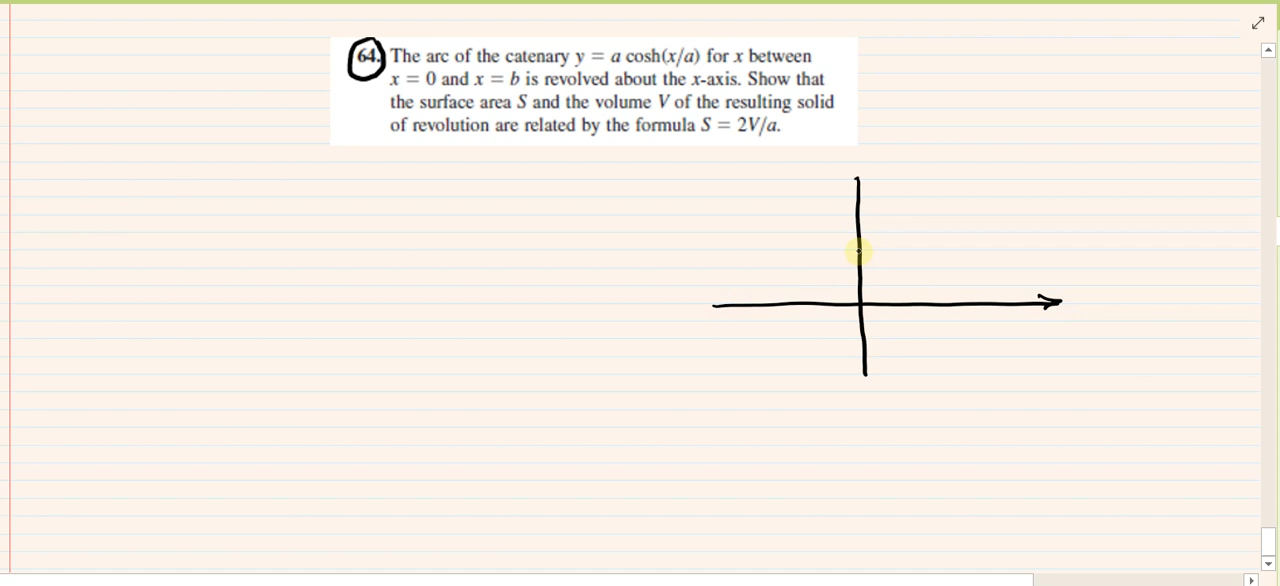 64. The arc of the catenary y = a cosh(x/a) for x between
x = 0 and x = b is revolved about the x-axis. Show that
the surface area S and the volume V of the resulting solid
of revolution are related by the formula S = 2V/a.